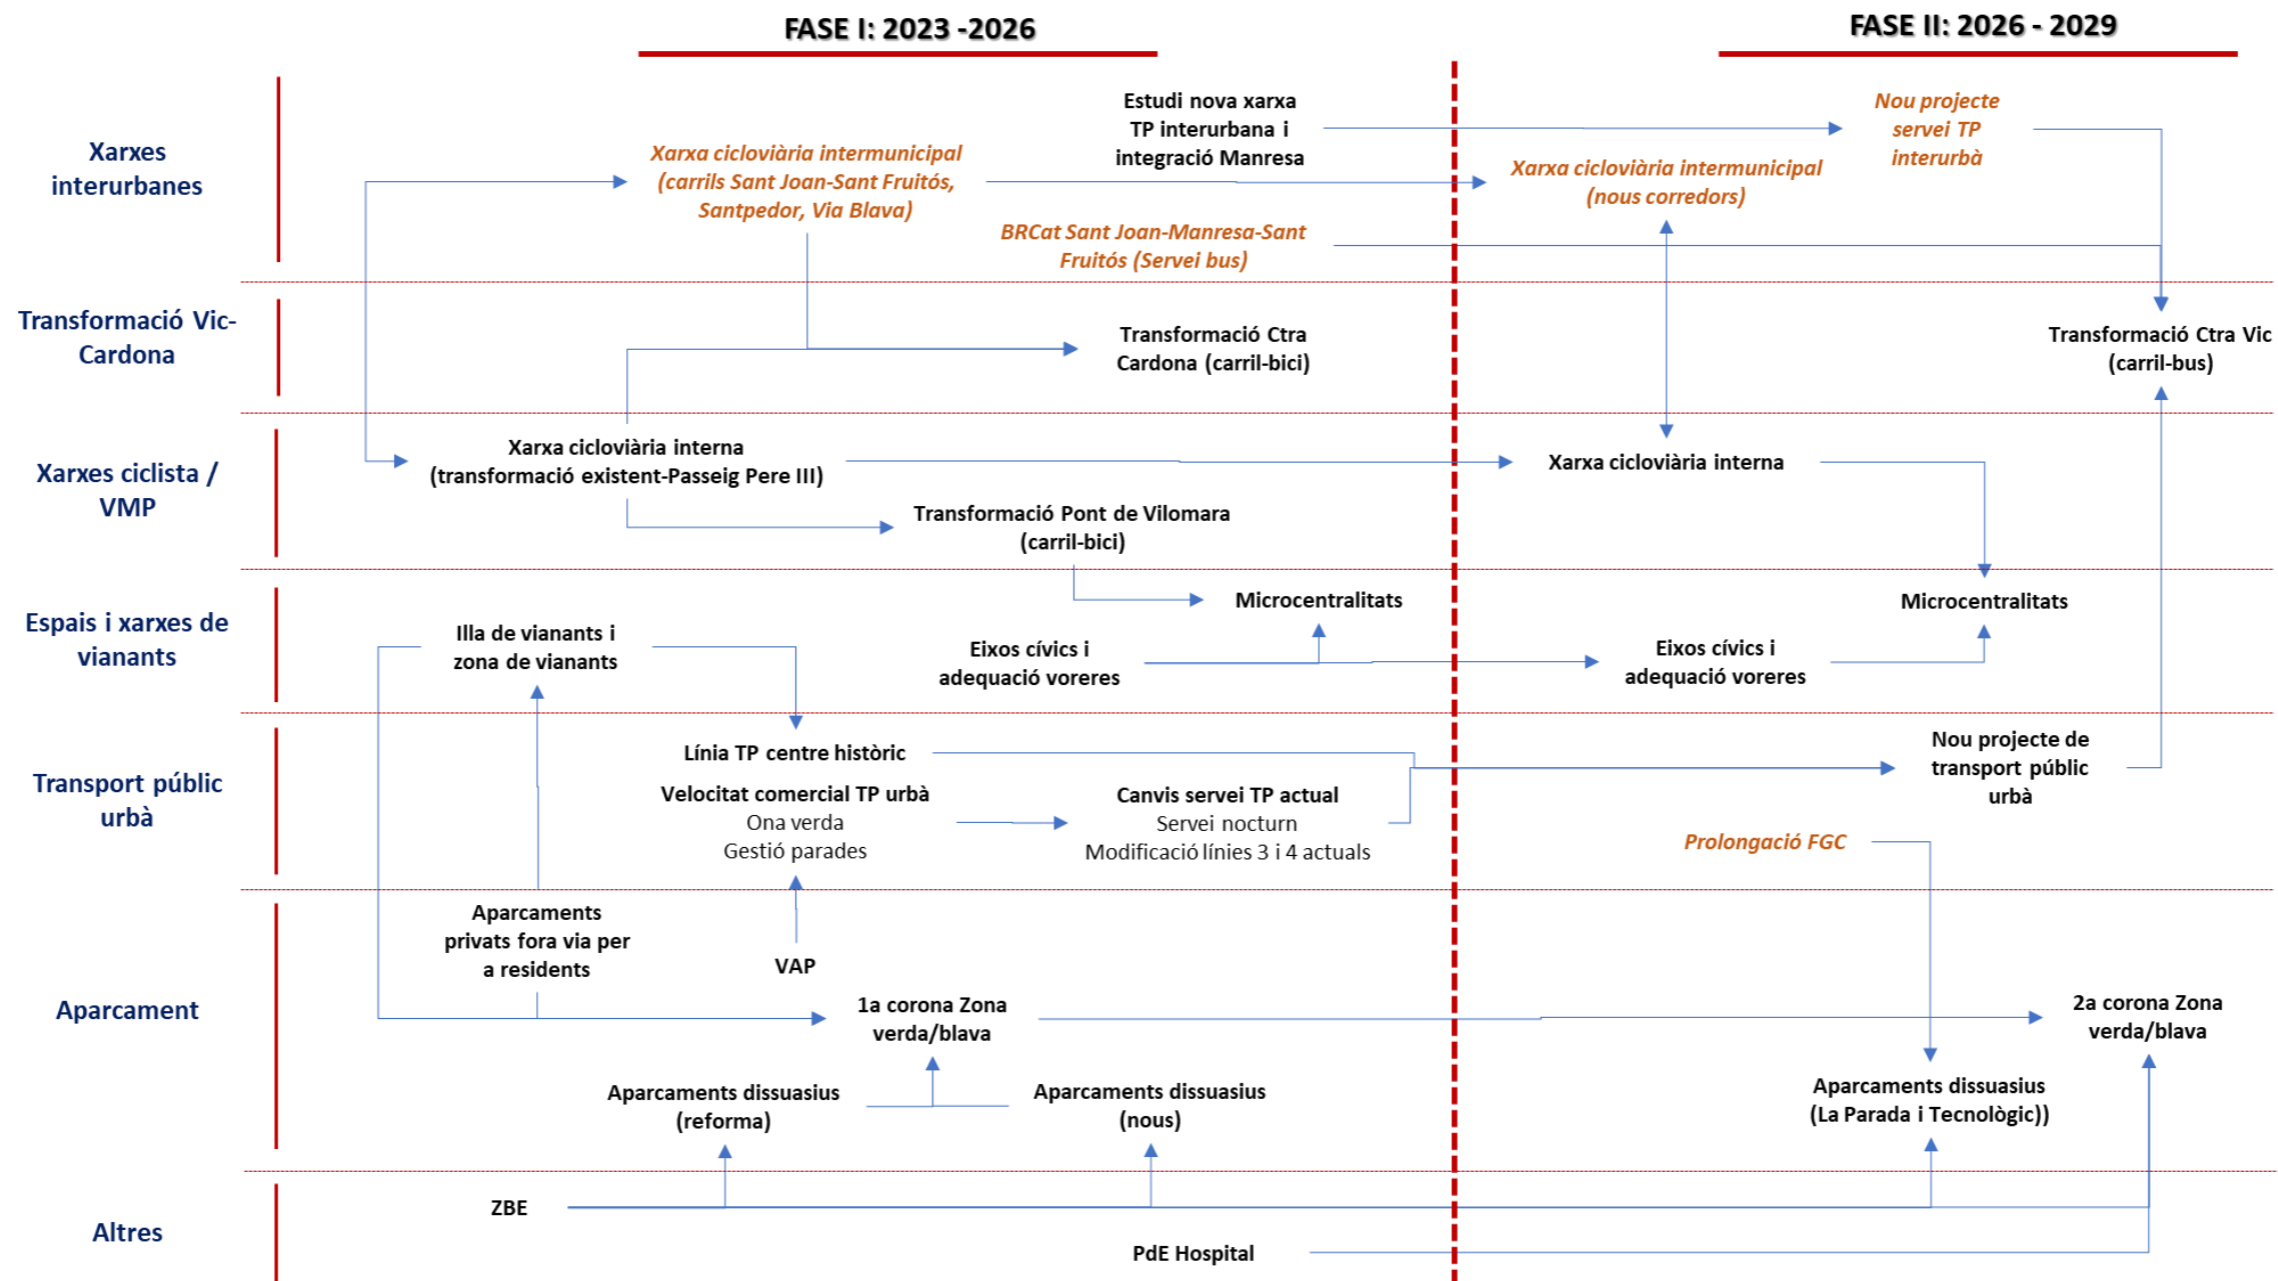 FASE I: 2023 -2026
FASE II: 2026 - 2029
Xarxes
interurbanes
Xarxa cicloviària intermunicipal
(carrils Sant Joan-Sant Fruitós,
Santpedor, Via Blava)
Estudi nova xarxa
TP interurbana i
integració Manresa
BRCat Sant Joan-Manresa-Sant
Fruitós (Servei bus)
Xarxa cicloviària intermunicipal
(nous corredors)
Nou projecte
servei TP
interurbà
Transformació Vic-
Cardona
Transformació Ctra
Cardona (carril-bici)
Transformació Ctra Vic
(carril-bus)
Xarxes ciclista /
VMP
Xarxa cicloviària interna
(transformació existent-Passeig Pere III)
Transformació Pont de Vilomara
(carril-bici)
Xarxa cicloviària interna
Espais i xarxes de
vianants
Illa de vianants i
zona de vianants
Eixos cívics i
adequació voreres
Microcentralitats
Eixos cívics i
adequació voreres
Microcentralitats
Transport públic
urbà
Línia TP centre històric
Velocitat comercial TP urbà
Ona verda
Gestió parades
Canvis servei TP actual
Servei nocturn
Modificació línies 3 i 4 actuals
Nou projecte de
transport públic
urbà
Prolongació FGC
Aparcament
Aparcaments
privats fora via per
a residents
VAP
1a corona Zona
verda/blava
2a corona Zona
verda/blava
Aparcaments dissuasius
(reforma)
Aparcaments dissuasius
(nous)
Aparcaments dissuasius
(La Parada i Tecnològic))
Altres
ZBE
PdE Hospital